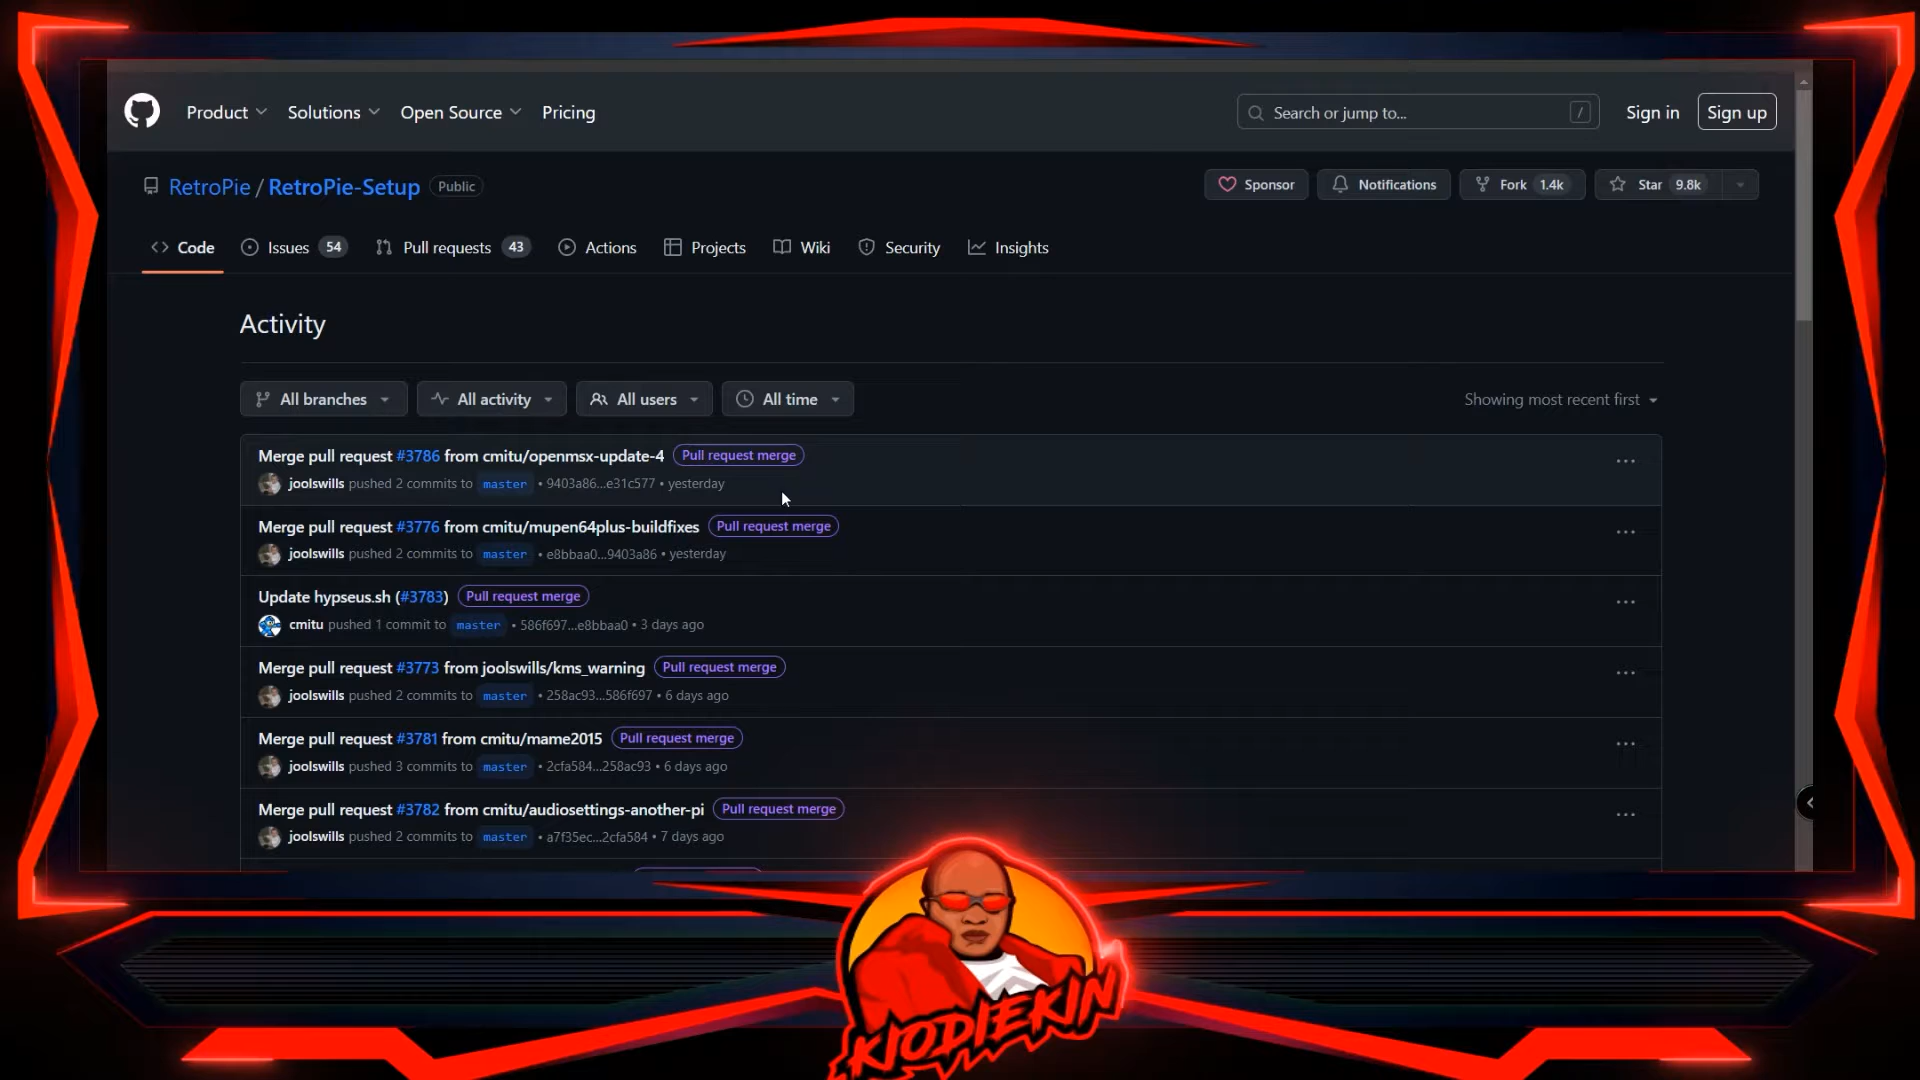 Product Solutions Open Source Pricing Search or jump to... / Sign in Sign up
RetroPie / RetroPie-Setup Public Sponsor Notifications Fork 1.4k Star 9.8k
Code Issues 54 Pull requests 43 Actions Projects Wiki Security Insights
Activity
All branches All activity All users All time Showing most recent first
Merge pull request #3786 from cmitu/openmsx-update-4 Pull request merge
joolswills pushed 2 commits to master • 9403a86...e31c577 • yesterday
Merge pull request #3776 from cmitu/mupen64plus-buildfixes Pull request merge
joolswills pushed 2 commits to master • e8bbaa0...9403a86 • yesterday
Update hypseus.sh (#3783) Pull request merge
cmitu pushed 1 commit to master • 586f697...e8bbaa0 • 3 days ago
Merge pull request #3773 from joolswills/kms_warning Pull request merge
joolswills pushed 2 commits to master • 258ac93...586f697 • 6 days ago
Merge pull request #3781 from cmitu/mame2015 Pull request merge
joolswills pushed 3 commits to master • 2cfa584...258ac93 • 6 days ago
Merge pull request #3782 from cmitu/audiosettings-another-pi Pull request merge
joolswills pushed 2 commits to master • a7f35ec...2cfa584 • 7 days ago
KIODIEKIN